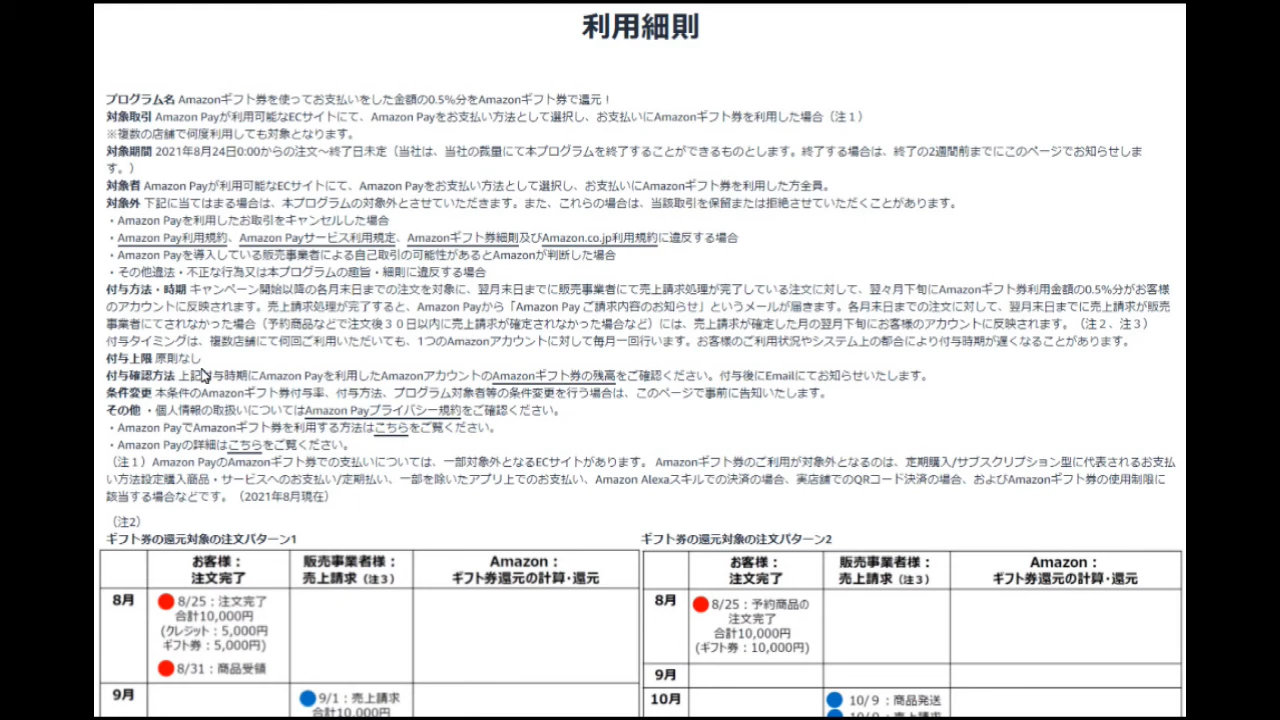 利用細則
プログラム名 Amazonギフト券を使ってお支払いをした金額の0.5%分をAmazonギフト券で還元！
対象取引 Amazon Payが利用可能なECサイトにて、Amazon Payをお支払い方法として選択し、お支払いにAmazonギフト券を利用した場合（注１）
※複数の店舗で何度利用しても対象となります。
対象期間 2021年8月24日0:00からの注文～終了日未定（当社は、当社の裁量にて本プログラムを終了することができるものとします。終了する場合は、終了の2週間前までにこのページでお知らせしま
す。）
対象者 Amazon Payが利用可能なECサイトにて、Amazon Payをお支払い方法として選択し、お支払いにAmazonギフト券を利用した方全員。
対象外 下記に当てはまる場合は、本プログラムの対象外とさせていただきます。また、これらの場合は、当該取引を保留または拒絶させていただくことがあります。
・Amazon Payを利用したお取引をキャンセルした場合
・Amazon Pay利用規約、Amazon Payサービス利用規定、Amazonギフト券細則及びAmazon.co.jp利用規約に違反する場合
・Amazon Payを導入している販売事業者による自己取引の可能性があるとAmazonが判断した場合
・その他違法・不正な行為又は本プログラムの趣旨・細則に違反する場合
付与方法・時期 キャンペーン開始以降の各月末日までの注文を対象に、翌月末日までに販売事業者にて売上請求処理が完了している注文に対して、翌々月下旬にAmazonギフト券利用金額の0.5%分がお客様
のアカウントに反映されます。売上請求処理が完了すると、Amazon Payから「Amazon Pay ご請求内容のお知らせ」というメールが届きます。各月末日までの注文に対して、翌月末日までに売上請求が販売
事業者にてされなかった場合（予約商品などで注文後３０日以内に売上請求が確定されなかった場合など）には、売上請求が確定した月の翌月下旬にお客様のアカウントに反映されます。（注２、注３）
付与タイミングは、複数店舗にて何回ご利用いただいても、1つのAmazonアカウントに対して毎月一回行います。お客様のご利用状況やシステム上の都合により付与時期が遅くなることがあります。
付与上限 原則なし
付与確認方法 上記付与時期にAmazon Payを利用したAmazonアカウントのAmazonギフト券の残高をご確認ください。付与後にEmailにてお知らせいたします。
条件変更 本条件のAmazonギフト券付与率、付与方法、プログラム対象者等の条件変更を行う場合は、このページで事前に告知いたします。
その他 ・個人情報の取扱いについてはAmazon Payプライバシー規約をご確認ください。
・Amazon PayでAmazonギフト券を利用する方法はこちらをご覧ください。
・Amazon Payの詳細はこちらをご覧ください。
（注１）Amazon PayのAmazonギフト券での支払いについては、一部対象外となるECサイトがあります。 Amazonギフト券のご利用が対象外となるのは、定期購入/サブスクリプション型に代表されるお支払
い方法設定購入商品・サービスへのお支払い/定期払い、一部を除いたアプリ上でのお支払い、Amazon Alexaスキルでの決済の場合、実店舗でのQRコード決済の場合、およびAmazonギフト券の使用制限に
該当する場合などです。（2021年8月現在）
（注2）
ギフト券の還元対象の注文パターン1
お客様：
注文完了
販売事業者様：
売上請求（注３）
Amazon：
ギフト券還元の計算・還元
8月
8/25：注文完了
合計10,000円
(クレジット：5,000円
ギフト券：5,000円)
8/31：商品受領
9月
9/1：売上請求
合計10,000円
ギフト券の還元対象の注文パターン2
お客様：
注文完了
販売事業者様：
売上請求（注３）
Amazon：
ギフト券還元の計算・還元
8月
8/25：予約商品の
注文完了
合計10,000円
(ギフト券：10,000円)
9月
10月
10/9：商品発送